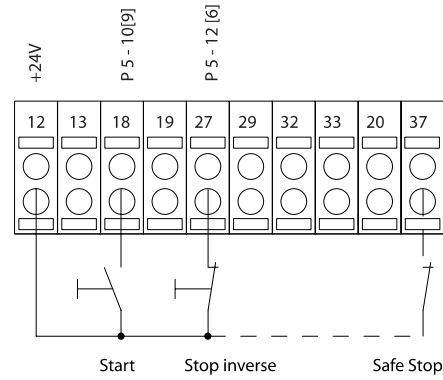 +24V
P 5 - 10[9]
P 5 - 12 [6]
12 13 18 19 27 29 32 33 20 37
Start Stop inverse Safe Stop